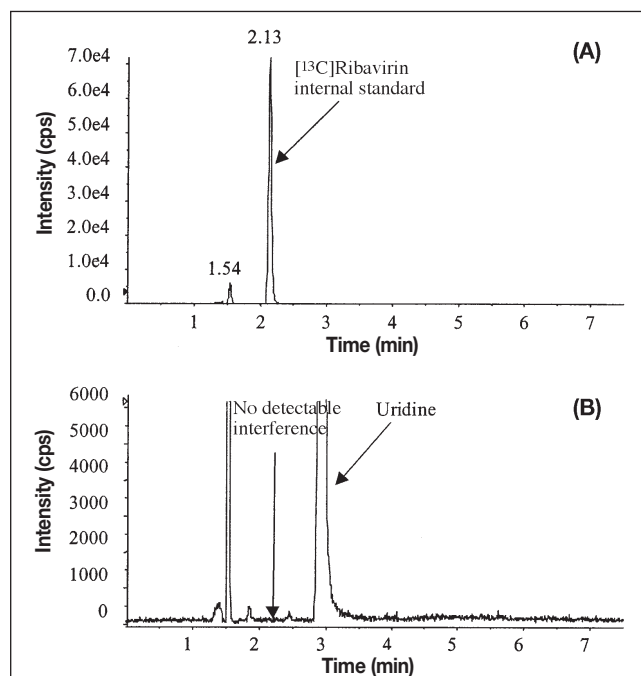 2.13
(A)
7.0e4
6.0e4
5.0e4
4.0e4
3.0e4
2.0e4
1.0e4
0.0
Intensity (cps)
[¹³C]Ribavirin
internal standard
1.54
1 2 3 4 5 6 7
Time (min)
(B)
6000
5000
4000
3000
2000
1000
0
Intensity (cps)
No detectable
interference
Uridine
1 2 3 4 5 6 7
Time (min)